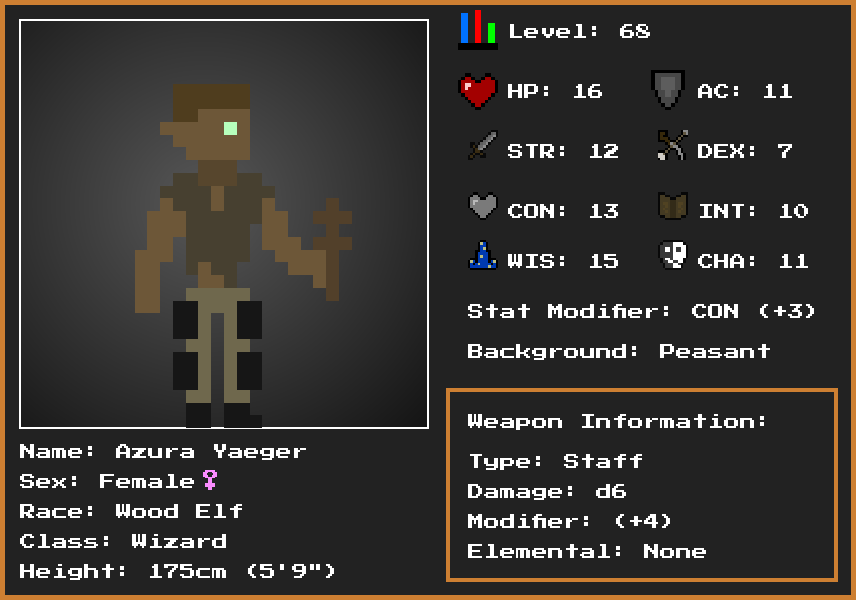 Level: 68
HP: 16 AC: 11
STR: 12 DEX: 7
CON: 13 INT: 10
WIS: 15 CHA: 11
Stat Modifier: CON (+3)
Background: Peasant
Weapon Information:
Type: Staff
Damage: d6
Modifier: (+4)
Elemental: None
Name: Azura Yaeger
Sex: Female♀
Race: Wood Elf
Class: Wizard
Height: 175cm (5'9")